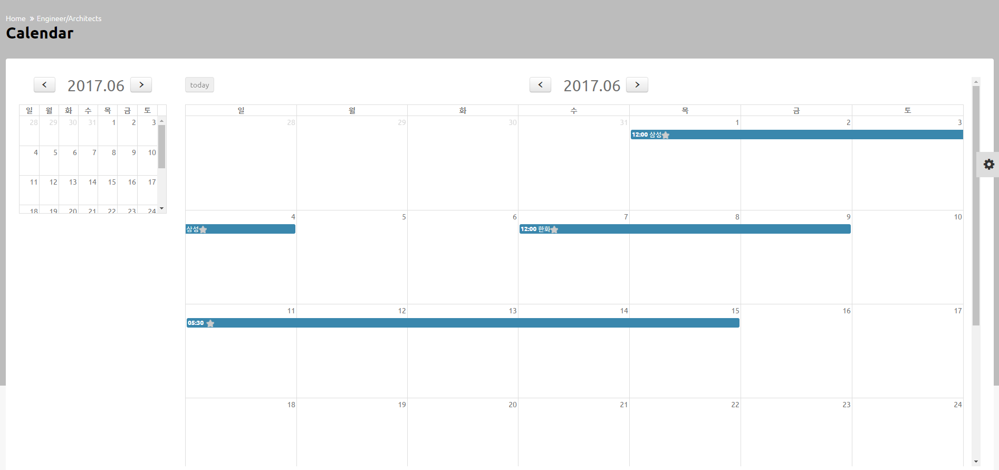 Home » Engineer/Architects
Calendar
2017.06
일 월 화 수 목 금 토
28 29 30 31 1 2 3
4 5 6 7 8 9 10
11 12 13 14 15 16 17
18 19 20 21 22 23 24
today
2017.06
일 월 화 수 목 금 토
28 29 30 31 1 2 3
12:00 삼성
4 5 6 7 8 9 10
삼성 12:00 한화
11 12 13 14 15 16 17
05:30
18 19 20 21 22 23 24